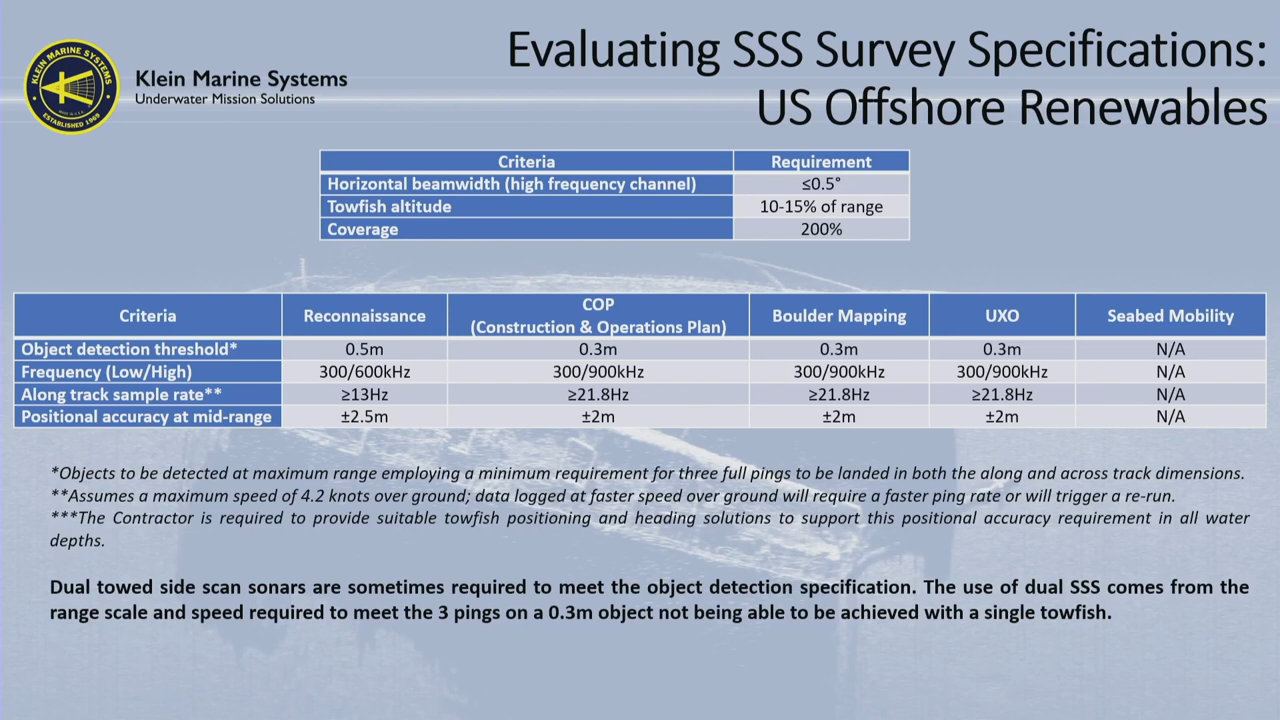 Evaluating SSS Survey Specifications:
US Offshore Renewables
KLEIN MARINE SYSTEMS
MADE IN U.S.A.
ESTABLISHED 1968
Klein Marine Systems
Underwater Mission Solutions
Criteria Requirement
Horizontal beamwidth (high frequency channel) ≤0.5°
Towfish altitude 10-15% of range
Coverage 200%
Criteria Reconnaissance COP (Construction & Operations Plan) Boulder Mapping UXO Seabed Mobility
Object detection threshold* 0.5m 0.3m 0.3m 0.3m N/A
Frequency (Low/High) 300/600kHz 300/900kHz 300/900kHz 300/900kHz N/A
Along track sample rate** ≥13Hz ≥21.8Hz ≥21.8Hz ≥21.8Hz N/A
Positional accuracy at mid-range ±2.5m ±2m ±2m ±2m N/A
*Objects to be detected at maximum range employing a minimum requirement for three full pings to be landed in both the along and across track dimensions.
**Assumes a maximum speed of 4.2 knots over ground; data logged at faster speed over ground will require a faster ping rate or will trigger a re-run.
***The Contractor is required to provide suitable towfish positioning and heading solutions to support this positional accuracy requirement in all water
depths.
Dual towed side scan sonars are sometimes required to meet the object detection specification. The use of dual SSS comes from the
range scale and speed required to meet the 3 pings on a 0.3m object not being able to be achieved with a single towfish.